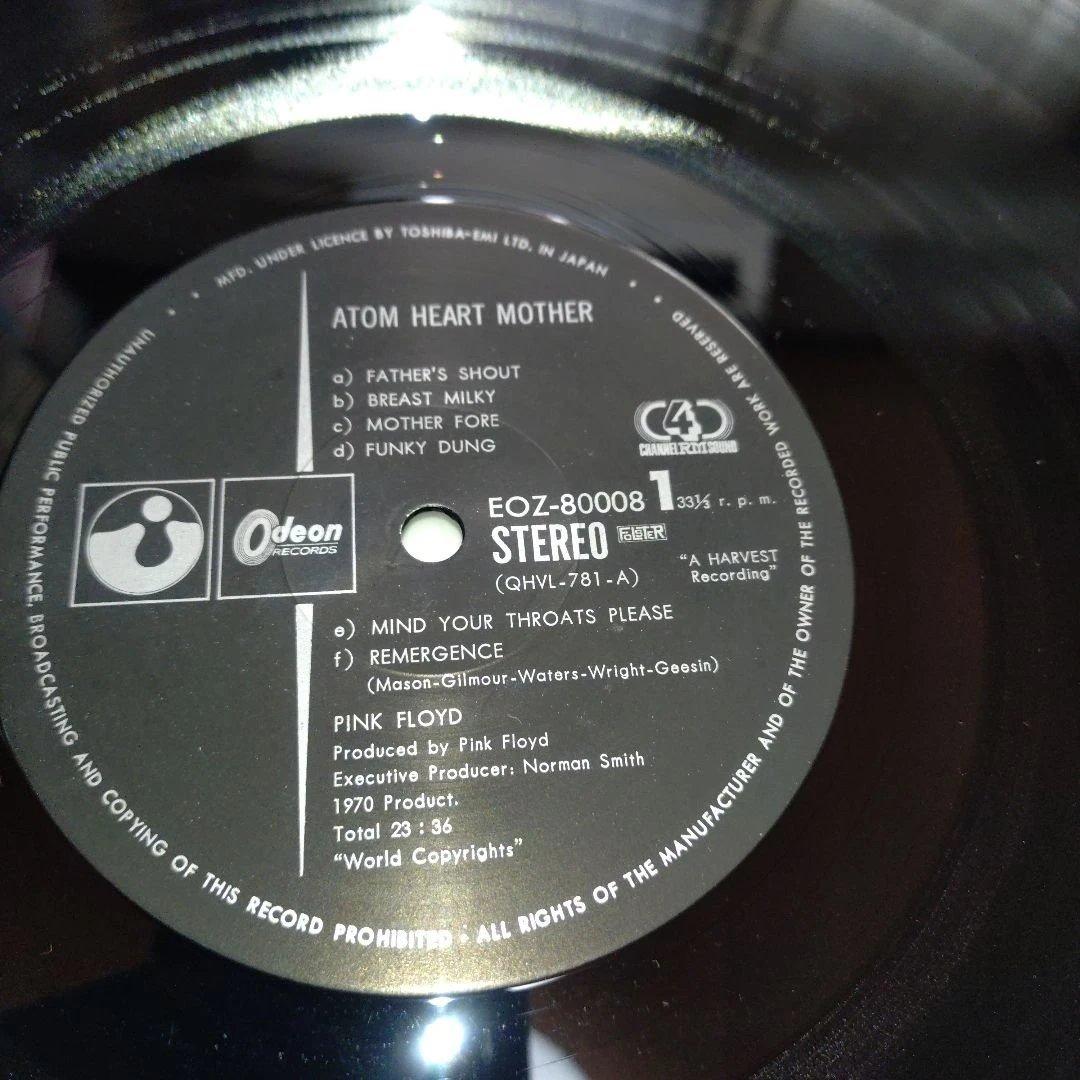 MFD. UNDER LICENCE BY TOSHIBA-EMI LTD. IN JAPAN
ATOM HEART MOTHER
a) FATHER'S SHOUT
b) BREAST MILKY
c) MOTHER FORE
d) FUNKY DUNG
4
CHANNEL RM SOUND
Odeon
RECORDS
EOZ-80008 1 33⅓ r. p. m.
STEREO
(QHVL-781-A)
"A HARVEST
Recording"
e) MIND YOUR THROATS PLEASE
f) REMERGENCE
(Mason-Gilmour-Waters-Wright-Geesin)
PINK FLOYD
Produced by Pink Floyd
Executive Producer: Norman Smith
1970 Product.
Total 23 : 36
"World Copyrights"
UNAUTHORIZED PUBLIC PERFORMANCE, BROADCASTING AND COPYING OF THIS RECORD PROHIBITED · ALL RIGHTS OF THE MANUFACTURER AND OF THE OWNER OF THE RECORDED WORK ARE RESERVED